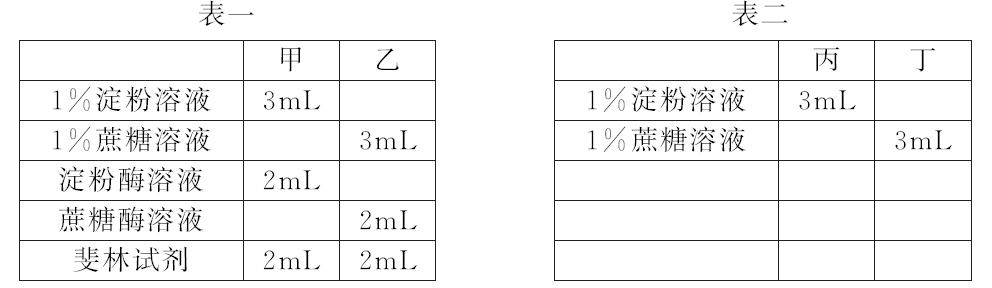 表一
甲 乙
1%淀粉溶液 3mL
1%蔗糖溶液 3mL
淀粉酶溶液 2mL
蔗糖酶溶液 2mL
斐林试剂 2mL 2mL
表二
丙 丁
1%淀粉溶液 3mL
1%蔗糖溶液 3mL